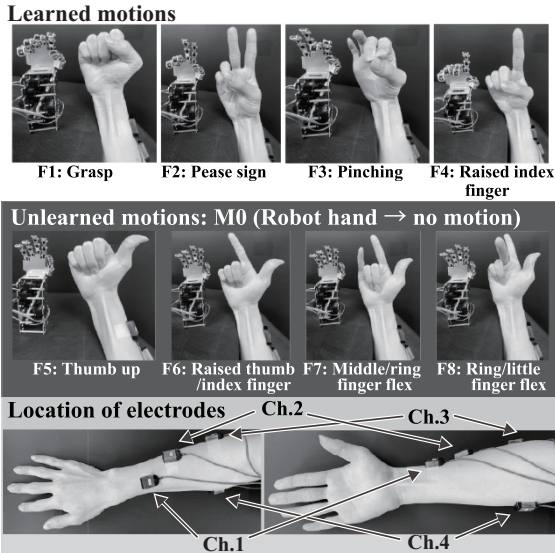 Learned motions
F1: Grasp
F2: Pease sign
F3: Pinching
F4: Raised index
finger
Unlearned motions: M0 (Robot hand → no motion)
F5: Thumb up
F6: Raised thumb
/index finger
F7: Middle/ring
finger flex
F8: Ring/little
finger flex
Location of electrodes
Ch.2
Ch.3
Ch.1
Ch.4